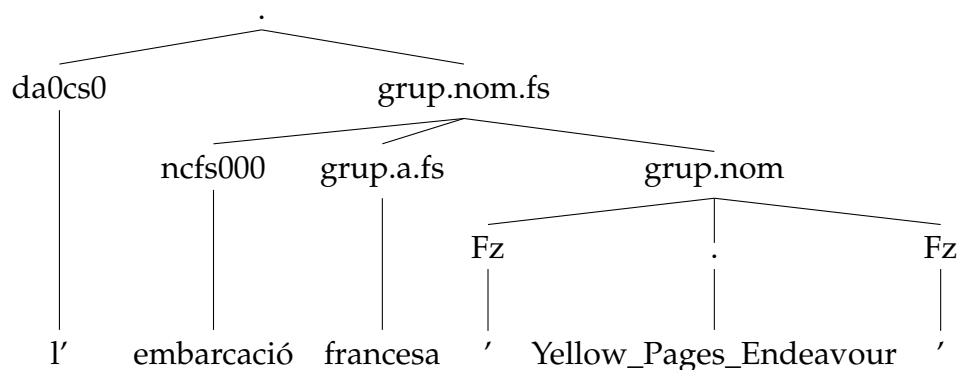 .
da0cs0 grup.nom.fs
ncfs000 grup.a.fs grup.nom
Fz . Fz
l’ embarcació francesa ’ Yellow_Pages_Endeavour ’